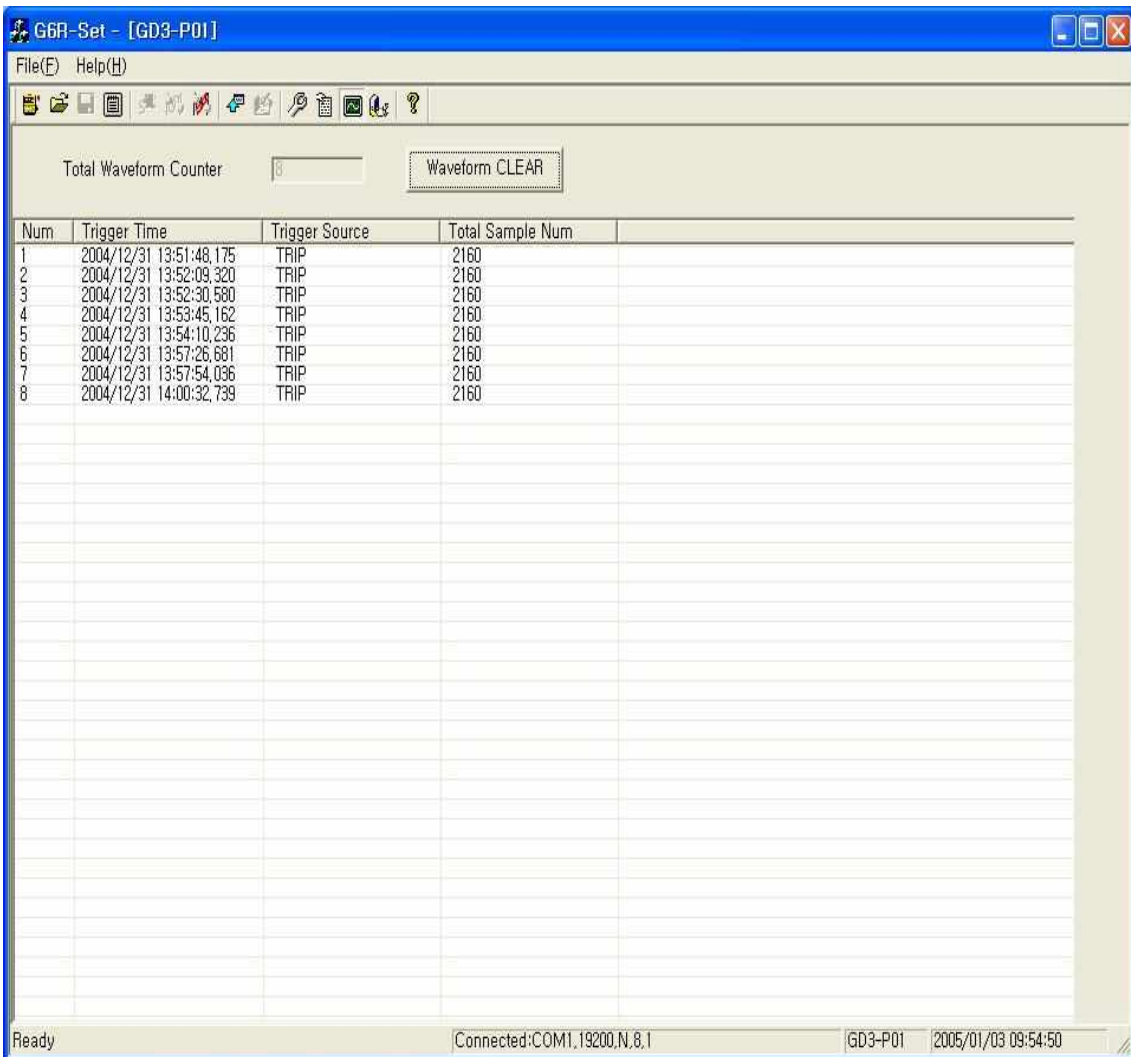 G6R-Set - [GD3-P01]
File(F) Help(H)
Total Waveform Counter 8 Waveform CLEAR
Num Trigger Time Trigger Source Total Sample Num
1 2004/12/31 13:51:48,175 TRIP 2160
2 2004/12/31 13:52:09,320 TRIP 2160
3 2004/12/31 13:52:30,580 TRIP 2160
4 2004/12/31 13:53:45,162 TRIP 2160
5 2004/12/31 13:54:10,236 TRIP 2160
6 2004/12/31 13:57:26,681 TRIP 2160
7 2004/12/31 13:57:54,036 TRIP 2160
8 2004/12/31 14:00:32,739 TRIP 2160
Ready Connected:COM1,19200,N,8,1 GD3-P01 2005/01/03 09:54:50